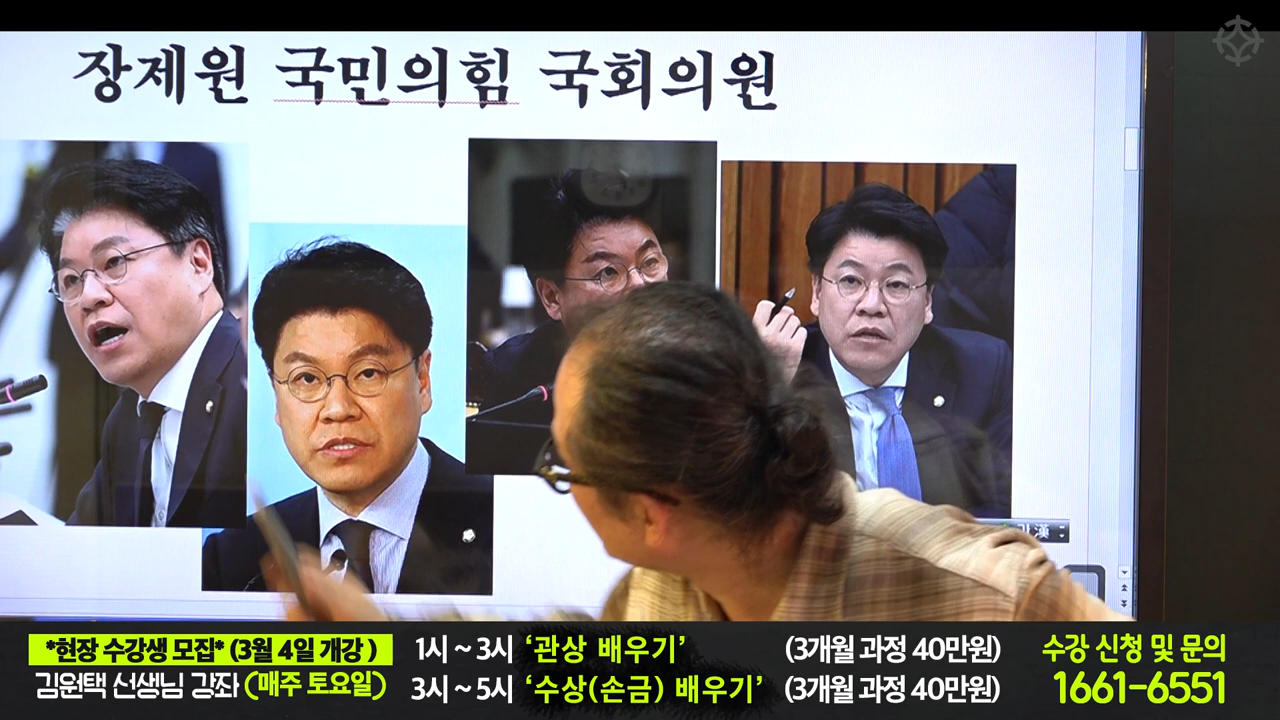 장제원 국민의힘 국회의원
漢
*현장 수강생 모집* (3월 4일 개강 )
김원택 선생님 강좌 (매주 토요일)
1시 ~ 3시 ‘관상 배우기’ (3개월 과정 40만원)
3시 ~ 5시 ‘수상(손금) 배우기’ (3개월 과정 40만원)
수강 신청 및 문의
1661-6551